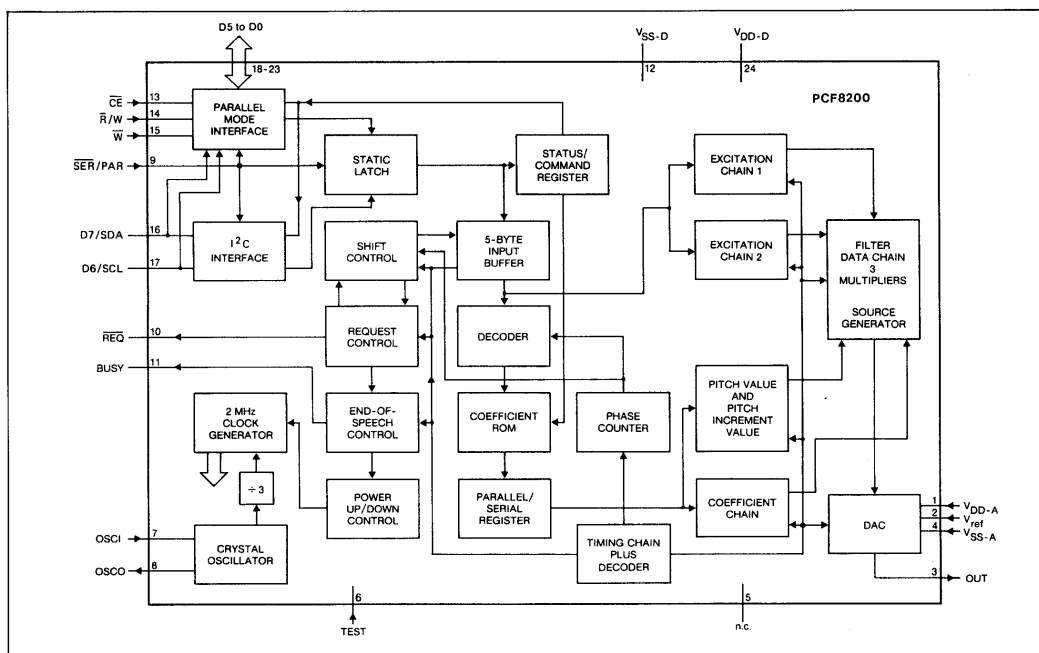 D5 to D0
18-23
VSS-D
12
VDD-D
24
PCF8200
CE
13
R/W
14
W
15
SER/PAR
9
D7/SDA
16
D6/SCL
17
REQ
10
BUSY
11
OSCI
7
OSCO
8
PARALLEL
MODE
INTERFACE
STATIC
LATCH
STATUS/
COMMAND
REGISTER
EXCITATION
CHAIN 1
I2C
INTERFACE
SHIFT
CONTROL
5-BYTE
INPUT
BUFFER
EXCITATION
CHAIN 2
FILTER
DATA CHAIN
3
MULTIPLIERS
SOURCE
GENERATOR
REQUEST
CONTROL
DECODER
2 MHz
CLOCK
GENERATOR
END-OF-
SPEECH
CONTROL
COEFFICIENT
ROM
PHASE
COUNTER
PITCH VALUE
AND
PITCH
INCREMENT
VALUE
÷3
POWER
UP/DOWN
CONTROL
PARALLEL/
SERIAL
REGISTER
COEFFICIENT
CHAIN
DAC
1
VDD-A
2
Vref
4
VSS-A
CRYSTAL
OSCILLATOR
TIMING CHAIN
PLUS
DECODER
3
OUT
6
TEST
5
n.c.